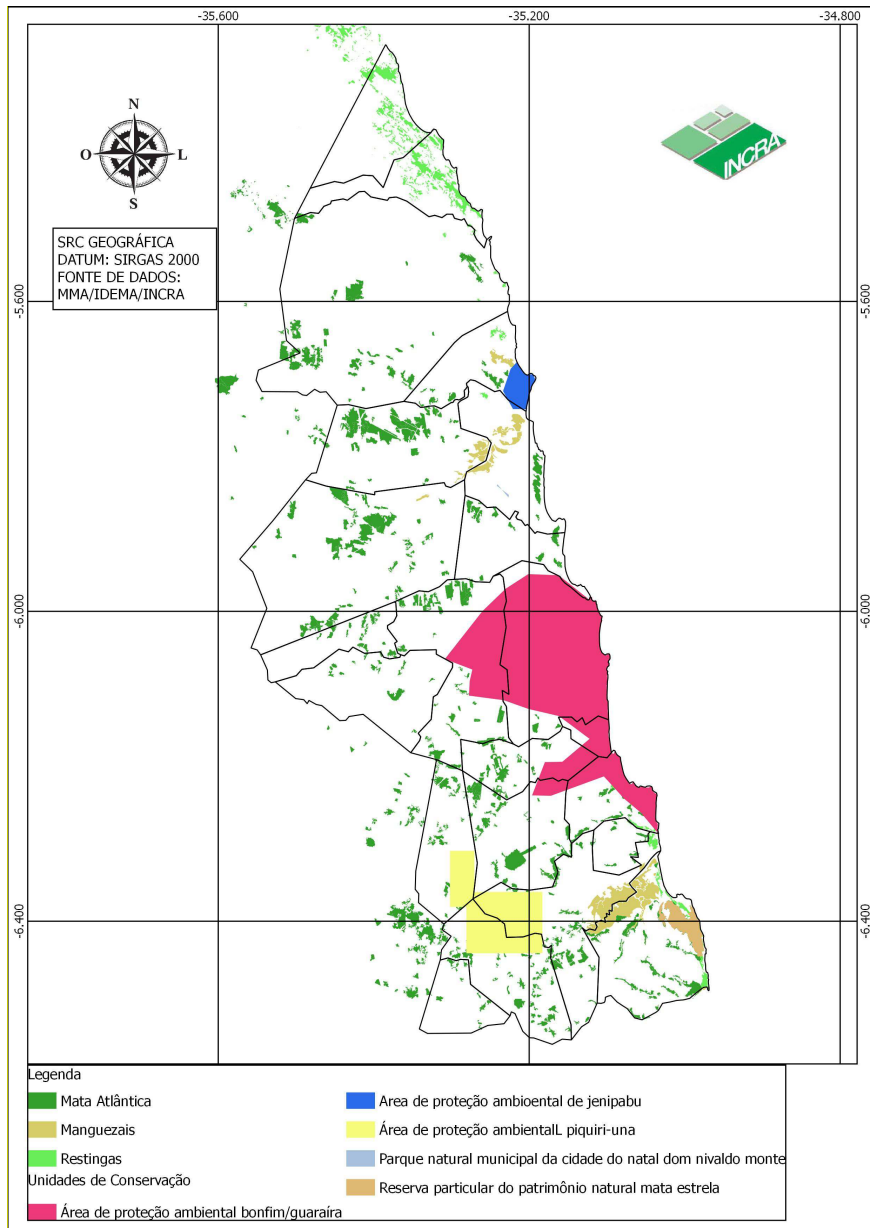 -35.600
-35.200
-34.800
N
O
L
S
INCRA
SRC GEOGRÁFICA
DATUM: SIRGAS 2000
FONTE DE DADOS:
MMA/IDEMA/INCRA
-5.600
-5.600
-6.000
-6.000
-6.400
-6.400
Legenda
Mata Atlântica
Manguezais
Restingas
Unidades de Conservação
Área de proteção ambiental bonfim/guaraíra
Area de proteção ambioental de jenipabu
Área de proteção ambientalL piquiri-una
Parque natural municipal da cidade do natal dom nivaldo monte
Reserva particular do patrimônio natural mata estrela